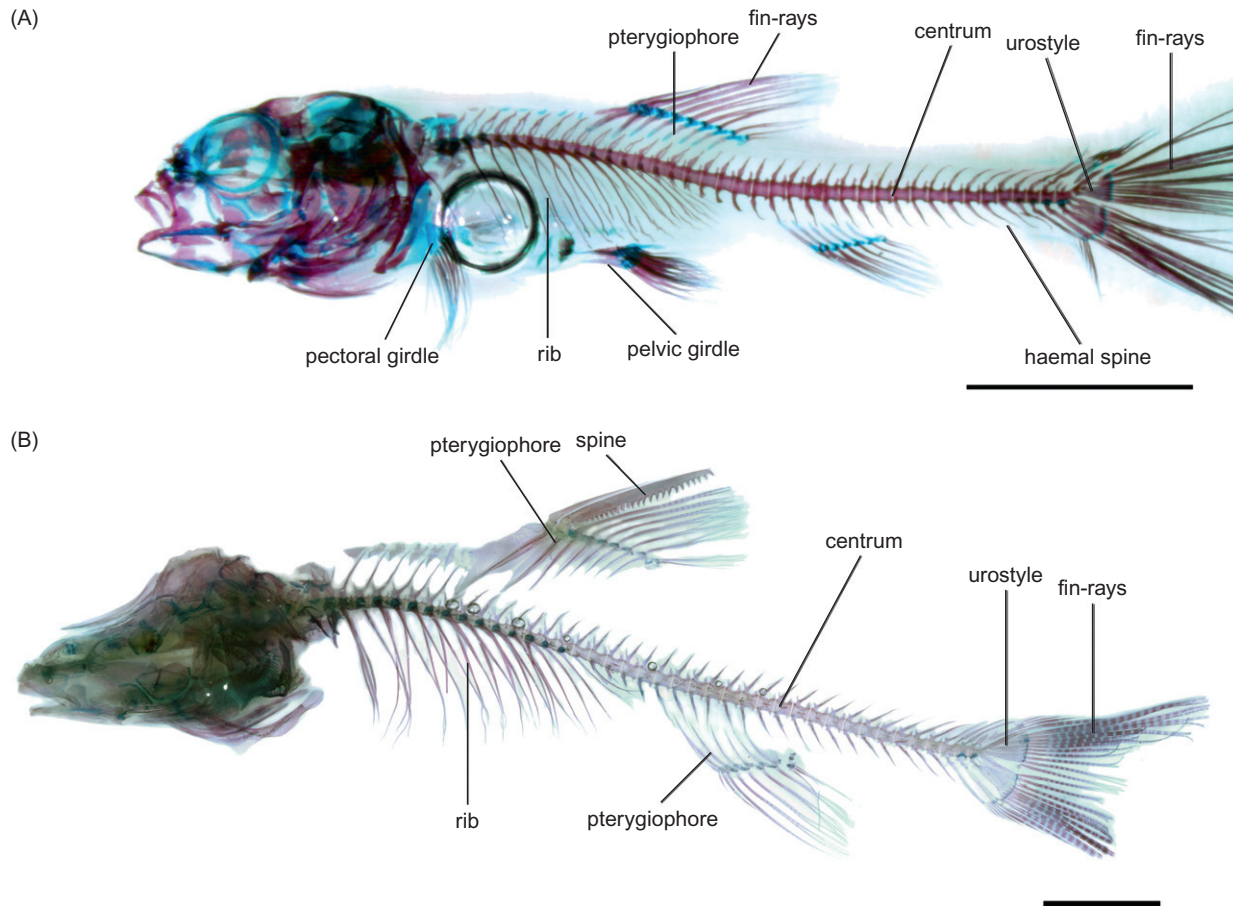 (A)
fin-rays
pterygiophore
centrum
urostyle
fin-rays
pectoral girdle
rib
pelvic girdle
haemal spine
(B)
pterygiophore
spine
centrum
urostyle
fin-rays
rib
pterygiophore